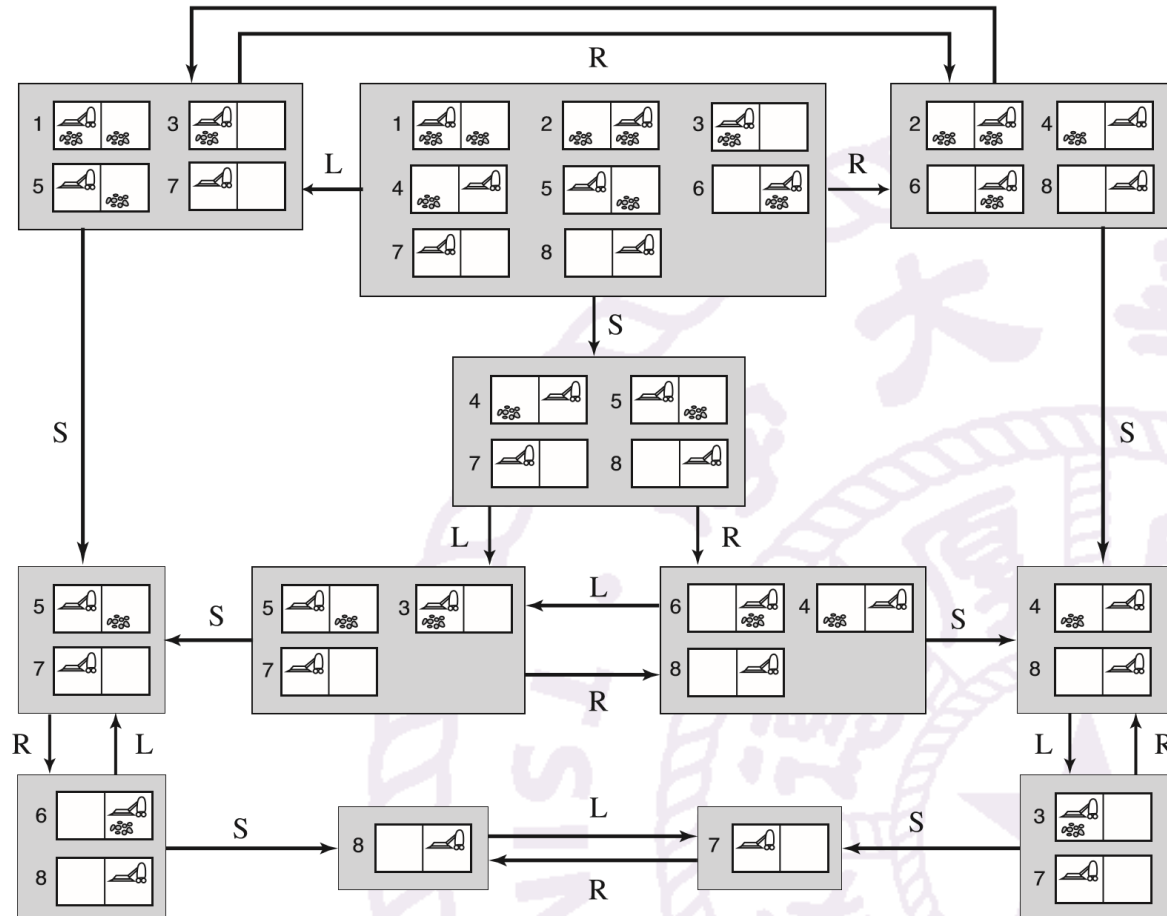 R
1 3 1 2 3 2 4
L R
5 7 4 5 6 6 8
7 8
S
4 5
S S
7 8
L R
5 5 3 L 6 4 4
S S
7 7 R 8 8
R L L R
6 3
S L S
8 7
8 R 7
大